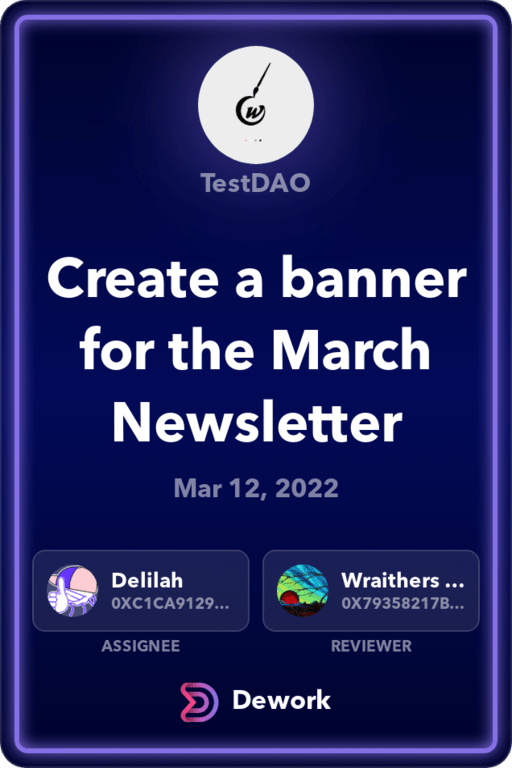 TestDAO
Create a banner
for the March
Newsletter
Mar 12, 2022
Delilah
0XC1CA9129...
Wraithers ...
0X79358217B...
ASSIGNEE
REVIEWER
Dework